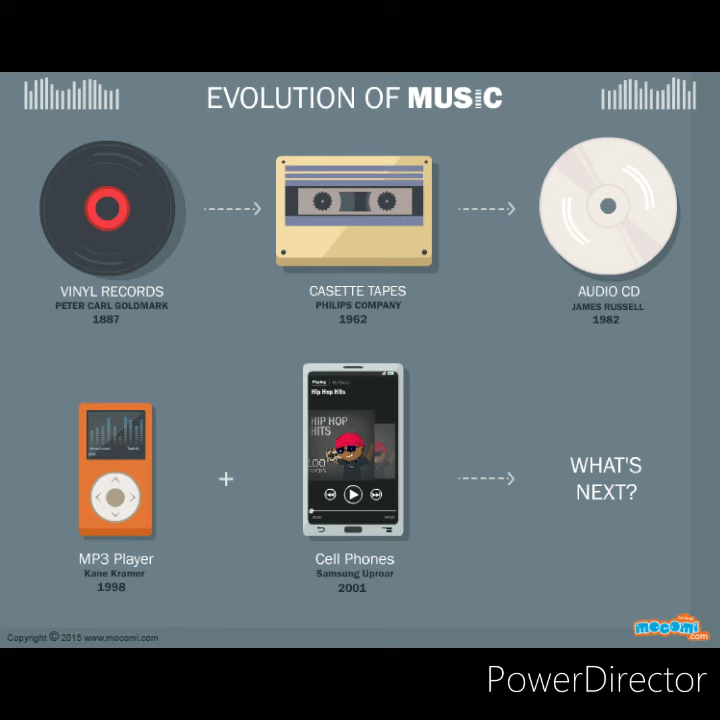 EVOLUTION OF MUSIC
VINYL RECORDS
PETER CARL GOLDMARK
1887
CASETTE TAPES
PHILIPS COMPANY
1962
AUDIO CD
JAMES RUSSELL
1982
Playing
Hip Hop Hits
HIP HOP
HITS
100
+
WHAT'S
NEXT?
MP3 Player
Kane Kramer
1998
Cell Phones
Samsung Uproar
2001
Copyright © 2015 www.mocomi.com
mocomi
.com
PowerDirector